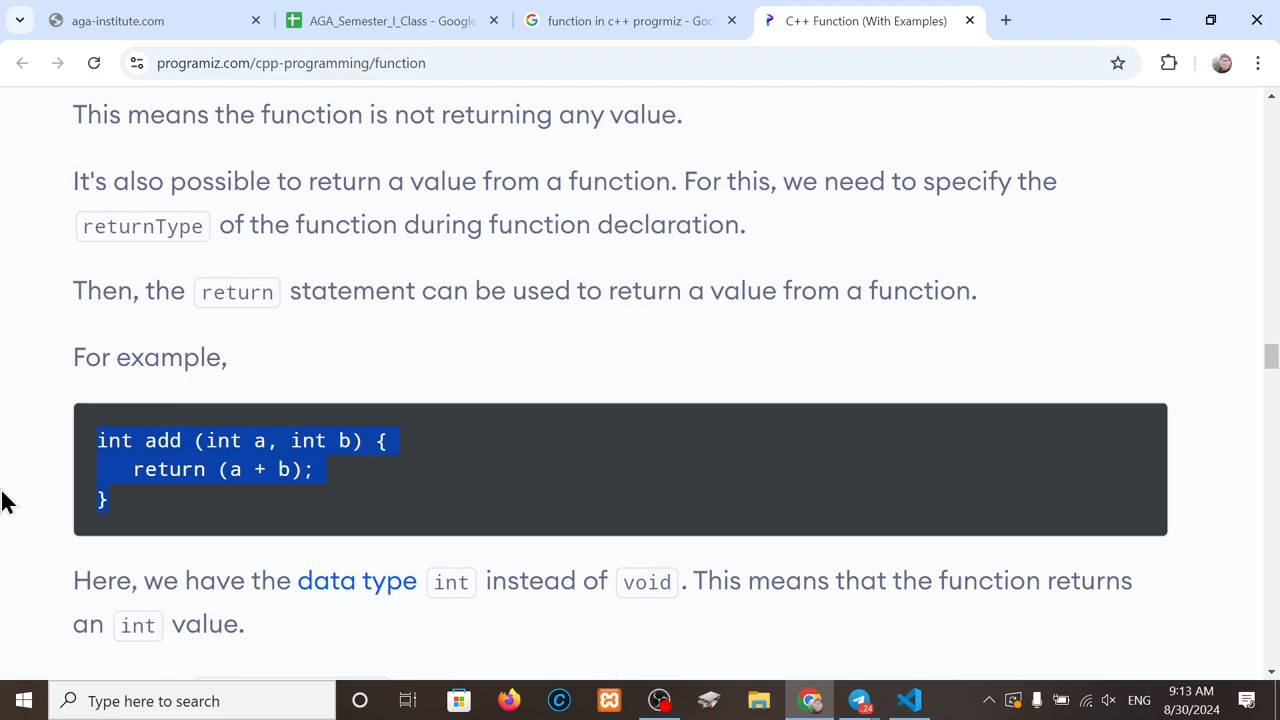 aga-institute.com
AGA_Semester_I_Class - Google
function in c++ progrmiz - Goo
C++ Function (With Examples)
programiz.com/cpp-programming/function
This means the function is not returning any value.
It's also possible to return a value from a function. For this, we need to specify the
returnType of the function during function declaration.
Then, the return statement can be used to return a value from a function.
For example,
int add (int a, int b) {
return (a + b);
}
Here, we have the data type int instead of void. This means that the function returns
an int value.
Type here to search
24
ENG
9:13 AM
8/30/2024